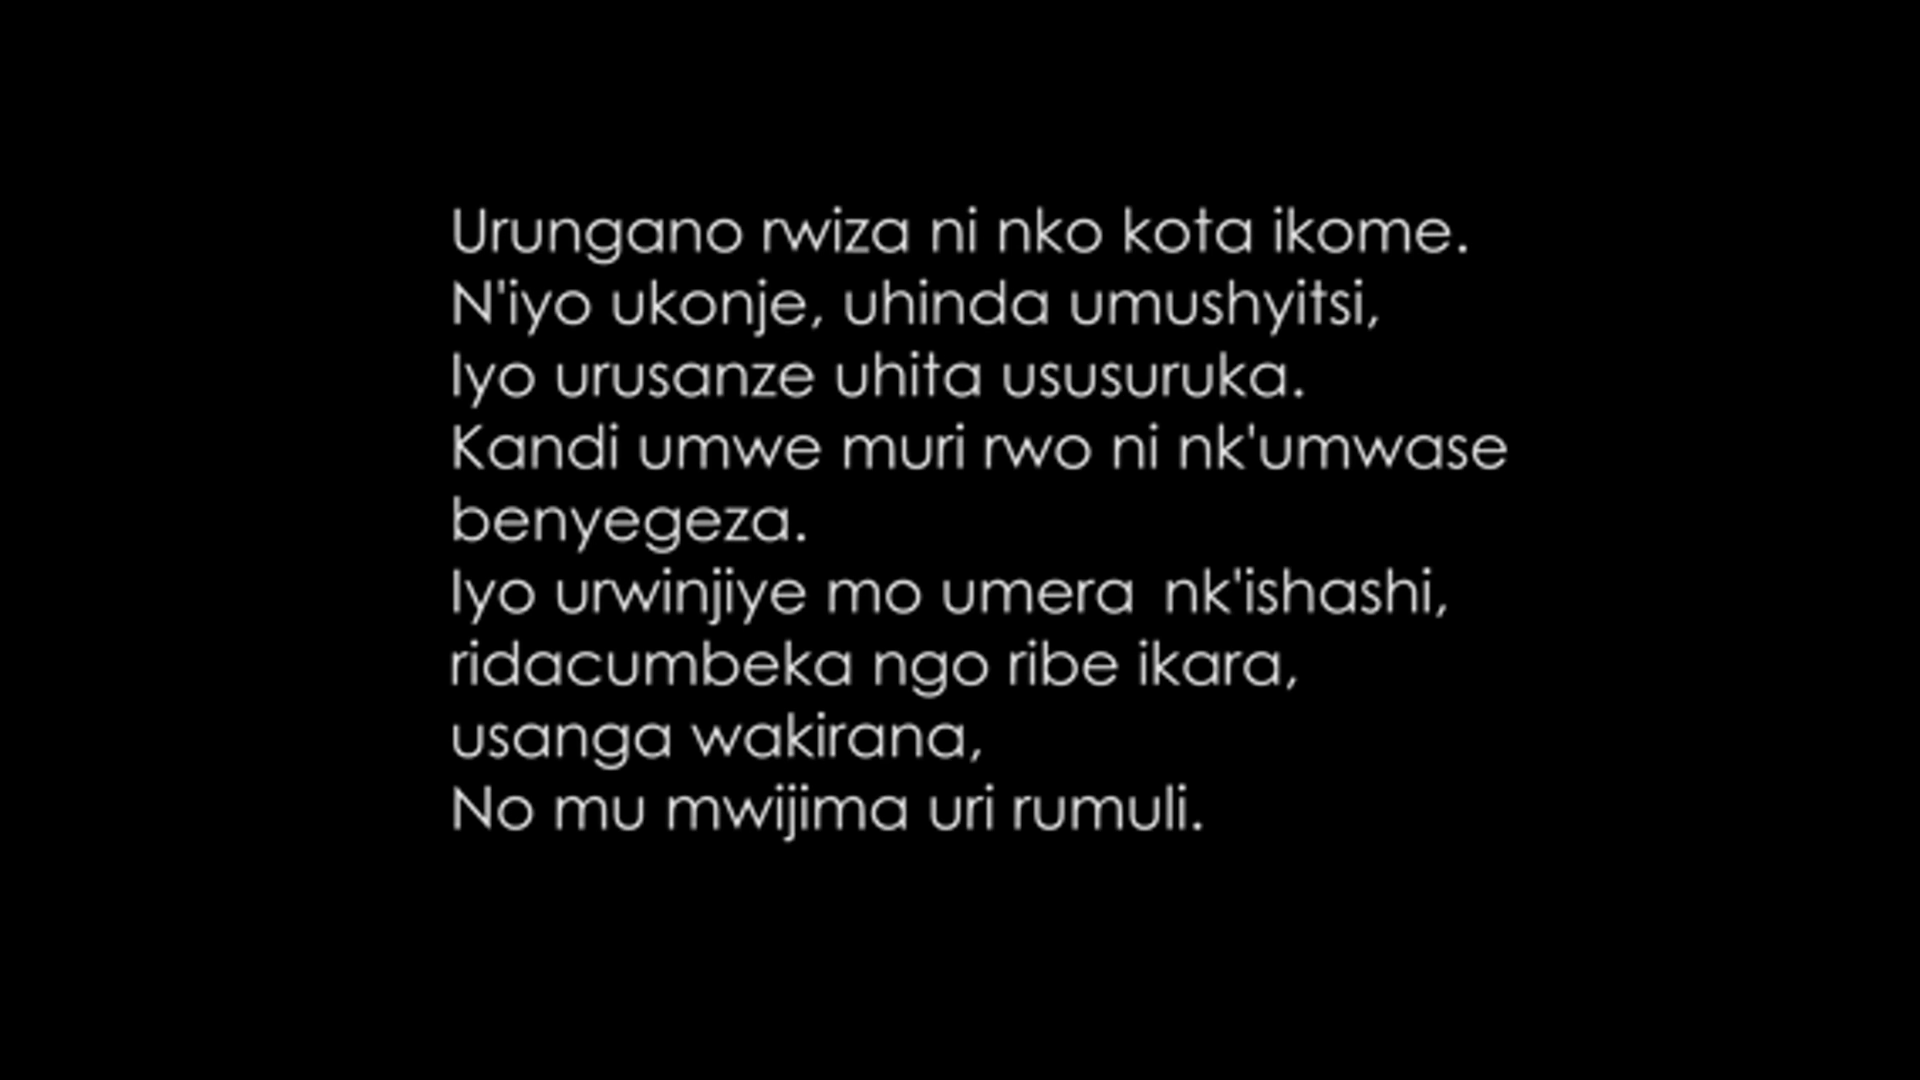 Urungano rwiza ni nko kota ikome.
N'iyo ukonje, uhinda umushyitsi,
Iyo urusanze uhita ususuruka.
Kandi umwe muri rwo ni nk'umwase
benyegeza.
Iyo urwinjiye mo umera nk'ishashi,
ridacumbeka ngo ribe ikara,
usanga wakirana,
No mu mwijima uri rumuli.